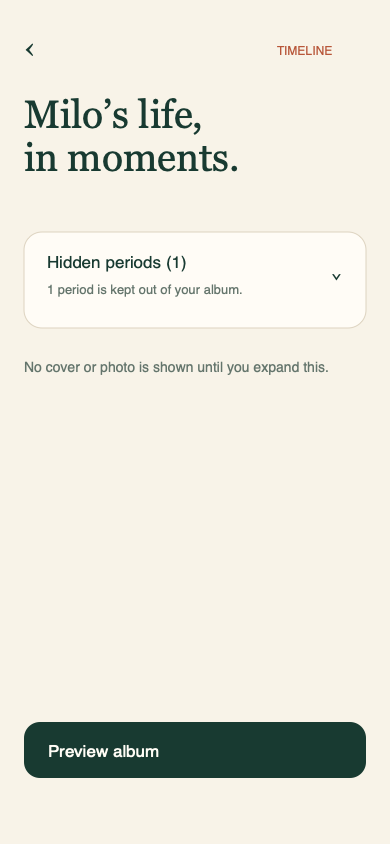 TIMELINE
Milo’s life,
in moments.
Hidden periods (1)
1 period is kept out of your album.
No cover or photo is shown until you expand this.
Preview album